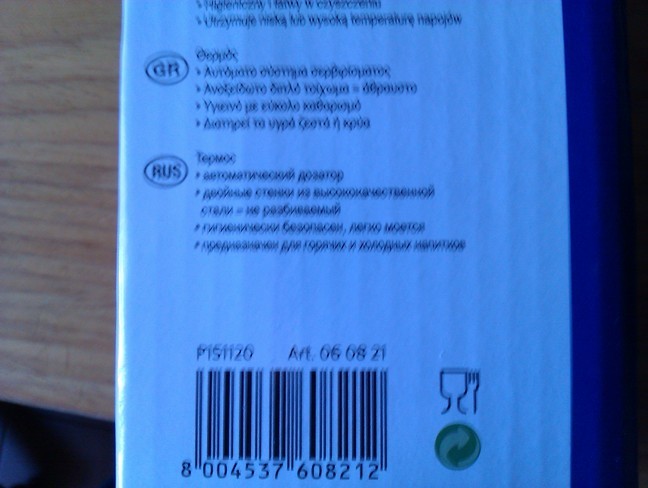 › Higieniczny i łatwy w czyszczeniu
› Utrzymuje niską lub wysoką temperaturę napojów
GR
Θερμός
› Αυτόματο σύστημα σερβιρίσματος
› Ανοξείδωτο διπλό τοίχωμα = άθραυστο
› Υγιεινό με εύκολο καθαρισμό
› Διατηρεί τα υγρά ζεστά ή κρύα
RUS
Термос
› автоматический дозатор
› двойные стенки из высококачественной
стали = не разбиваемый
› гигиенически безопасен, легко моется
› предназначен для горячих и холодных напитков
P151120 Art. 06 08 21
8 004537 608212